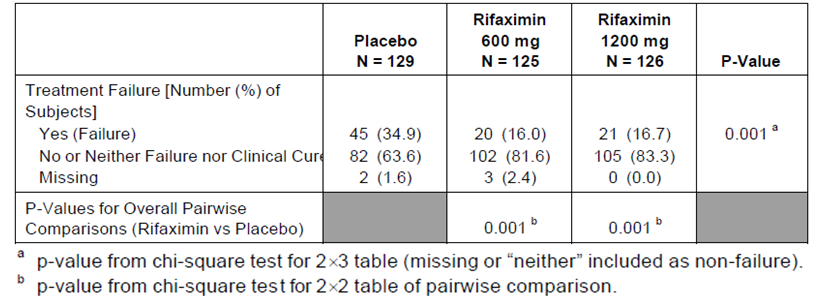 Placebo
N = 129
Rifaximin
600 mg
N = 125
Rifaximin
1200 mg
N = 126
P-Value
Treatment Failure [Number (%) of
Subjects]
Yes (Failure) 45 (34.9) 20 (16.0) 21 (16.7) 0.001 a
No or Neither Failure nor Clinical Cure 82 (63.6) 102 (81.6) 105 (83.3)
Missing 2 (1.6) 3 (2.4) 0 (0.0)
P-Values for Overall Pairwise
Comparisons (Rifaximin vs Placebo) 0.001 b 0.001 b
a p-value from chi-square test for 2×3 table (missing or “neither” included as non-failure).
b p-value from chi-square test for 2×2 table of pairwise comparison.